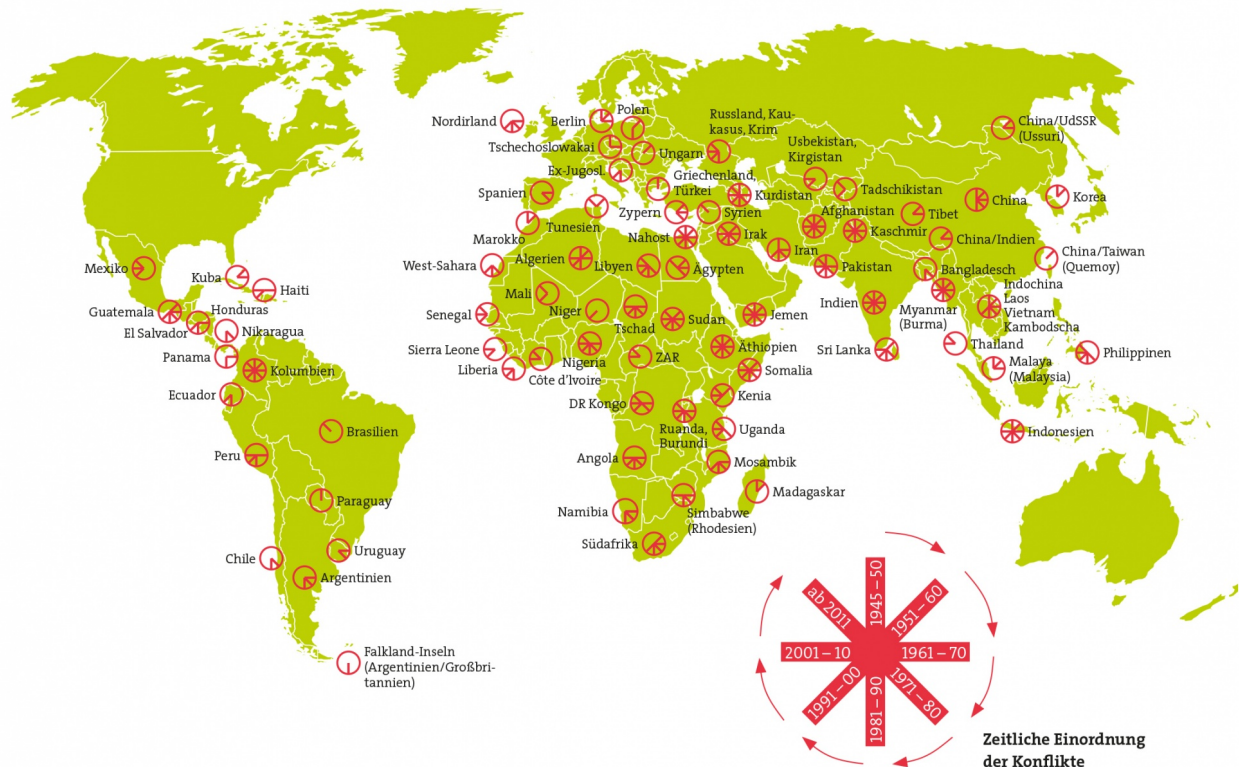 Polen
Nordirland
Berlin
Russland, Kau-
kasus, Krim
China/UdSSR
(Ussuri)
Tschechoslowakai
Ungarn
Usbekistan,
Kirgistan
Ex-Jugosl.
Griechenland,
Türkei
Spanien
Kurdistan
Tadschikistan
China
Korea
Zypern
Syrien
Afghanistan
Tibet
Tunesien
Marokko
Nahost
Irak
Kaschmir
China/Indien
Iran
China/Taiwan
(Quemoy)
Mexiko
Kuba
West-Sahara
Algerien
Libyen
Ägypten
Pakistan
Bangladesch
Haiti
Mali
Indochina
Laos
Vietnam
Kambodscha
Guatemala
Honduras
Niger
Indien
Myanmar
(Burma)
El Salvador
Nikaragua
Senegal
Tschad
Sudan
Jemen
Panama
Sierra Leone
Nigeria
ZAR
Äthiopien
Sri Lanka
Thailand
Philippinen
Kolumbien
Liberia
Côte d'Ivoire
Somalia
Malaya
(Malaysia)
Ecuador
Kenia
DR Kongo
Brasilien
Ruanda,
Burundi
Uganda
Indonesien
Peru
Angola
Mosambik
Paraguay
Madagaskar
Namibia
Simbabwe
(Rhodesien)
Chile
Uruguay
Südafrika
Argentinien
Falkland-Inseln
(Argentinien/Großbri-
tannien)
1945–50
1951–60
1961–70
1971–80
1981–90
1991–00
2001–10
ab 2011
Zeitliche Einordnung
der Konflikte